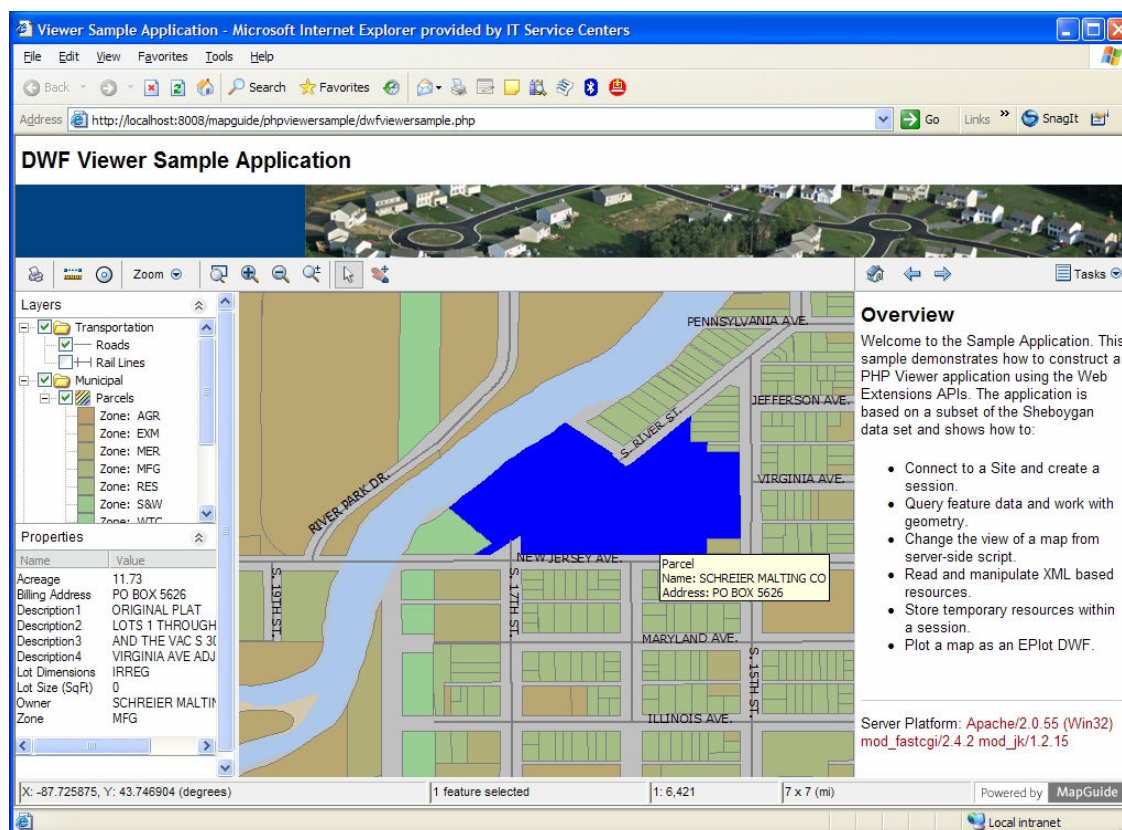 Viewer Sample Application - Microsoft Internet Explorer provided by IT Service Centers
File Edit View Favorites Tools Help
Back Search Favorites
Address http://localhost:8008/mapguide/phpviewersample/dwfviewersample.php Go Links » SnagIt
DWF Viewer Sample Application
Zoom
Tasks
Layers
Transportation
Roads
Rail Lines
Municipal
Parcels
Zone: AGR
Zone: EXM
Zone: MER
Zone: MFG
Zone: RES
Zone: S&W
Zone: WTC
Properties
Name Value
Acreage 11.73
Billing Address PO BOX 5626
Description1 ORIGINAL PLAT
Description2 LOTS 1 THROUGH
Description3 AND THE VAC S 30
Description4 VIRGINIA AVE ADJ
Lot Dimensions IRREG
Lot Size (SqFt) 0
Owner SCHREIER MALTIN
Zone MFG
PENNSYLVANIA AVE.
JEFFERSON AVE.
S. RIVER ST.
VIRGINIA AVE.
RIVER PARK DR.
NEW JERSEY AVE.
Parcel
Name: SCHREIER MALTING CO
Address: PO BOX 5626
S. 19TH ST.
S. 17TH ST.
MARYLAND AVE.
S. 15TH ST.
ILLINOIS AVE.
Overview
Welcome to the Sample Application. This
sample demonstrates how to construct a
PHP Viewer application using the Web
Extensions APIs. The application is
based on a subset of the Sheboygan
data set and shows how to:
• Connect to a Site and create a
session.
• Query feature data and work with
geometry.
• Change the view of a map from
server-side script.
• Read and manipulate XML based
resources.
• Store temporary resources within
a session.
• Plot a map as an EPlot DWF.
Server Platform: Apache/2.0.55 (Win32)
mod_fastcgi/2.4.2 mod_jk/1.2.15
X: -87.725875, Y: 43.746904 (degrees) 1 feature selected 1: 6,421 7 x 7 (mi) Powered by MapGuide
Local intranet